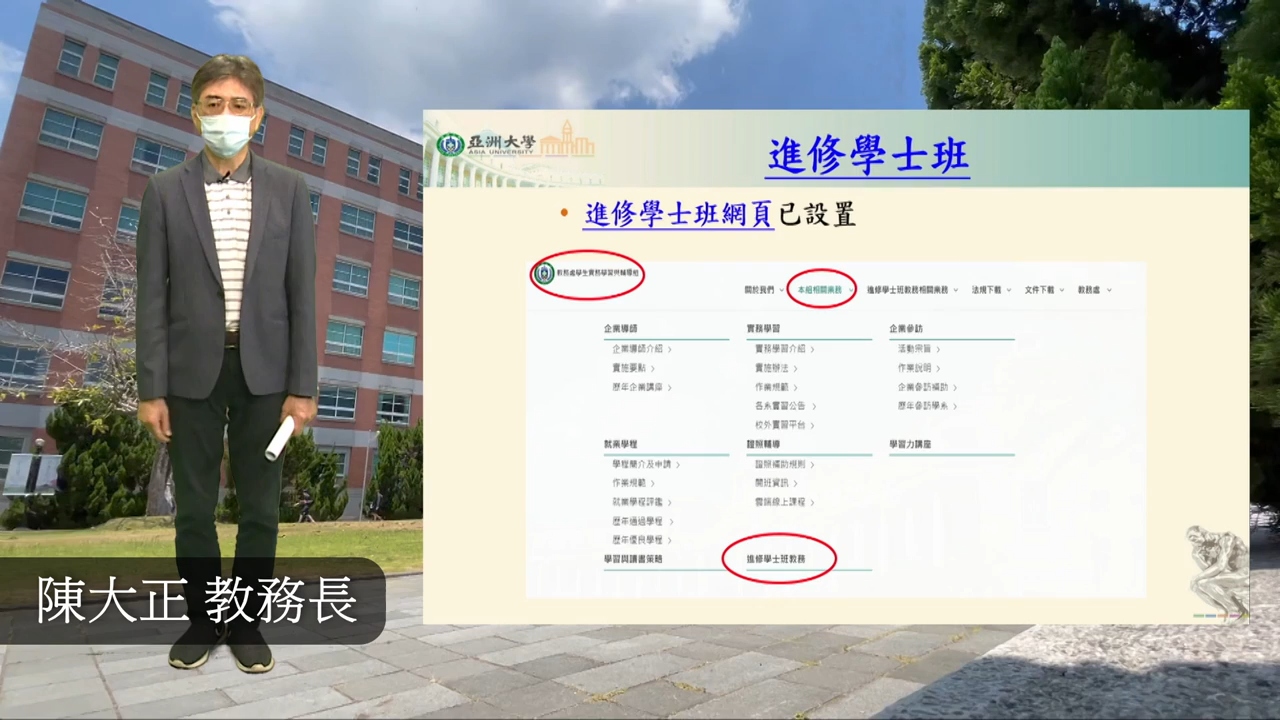 亞洲大學
ASIA UNIVERSITY
進修學士班
• 進修學士班網頁已設置
教務處學生實務學習與輔導組
關於我們 本組相關業務 進修學士班教務相關業務 法規下載 文件下載 教務處
企業導師 實務學習 企業參訪
企業導師介紹 實務學習介紹 活動宗旨
實施要點 實施辦法 作業說明
歷年企業講座 作業規範 企業參訪補助
各系實習公告 歷年參訪學系
校外實習平台
就業學程 證照輔導 學習力講座
學程簡介及申請 證照補助規則
作業規範 開班資訊
就業學程評鑑 雲端線上課程
歷年通過學程
歷年優良學程
學習與讀書策略 進修學士班教務
陳大正 教務長